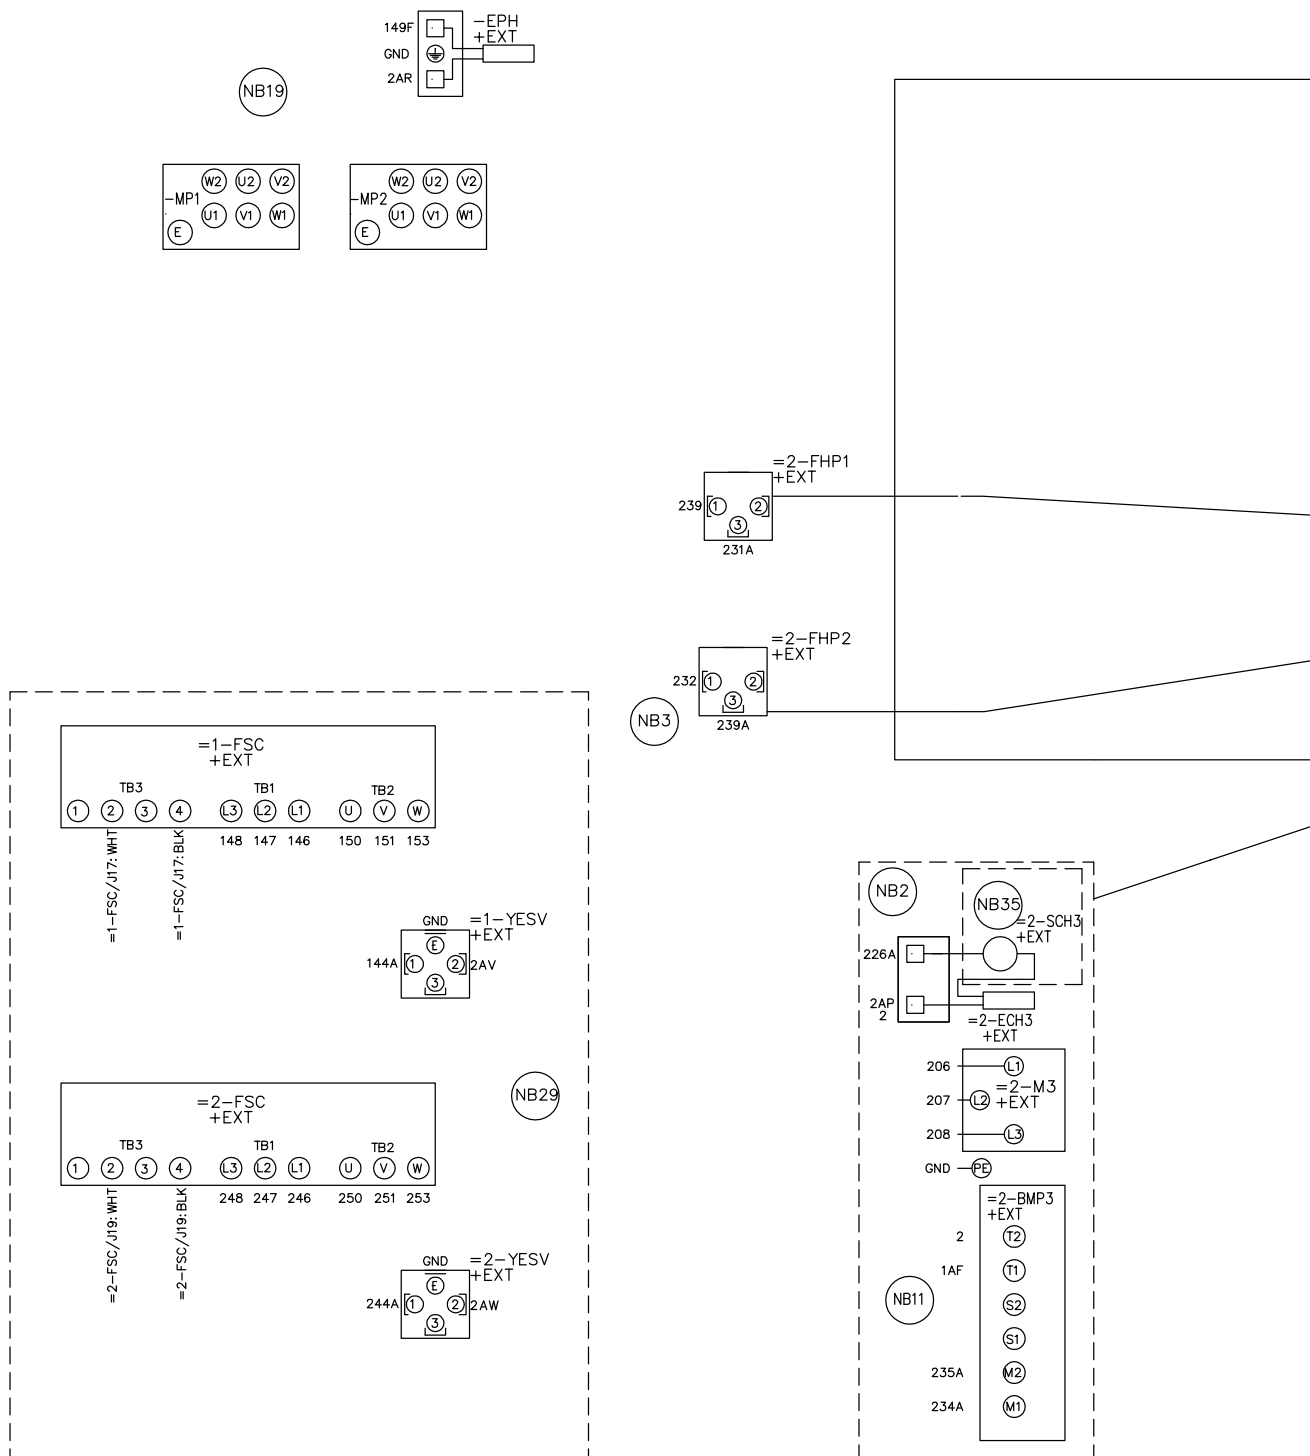 149F
-EPH
+EXT
GND
2AR
NB19
-MP1
W2 U2 V2
U1 V1 W1
E
-MP2
W2 U2 V2
U1 V1 W1
E
=2-FHP1
+EXT
239
1 2
3
231A
=2-FHP2
+EXT
232
1 2
3
239A
NB3
=1-FSC
+EXT
TB3 TB1 TB2
1 2 3 4 L3 L2 L1 U V W
148 147 146 150 151 153
=1-FSC/J17:WHT
=1-FSC/J17:BLK
GND
=1-YESV
+EXT
E
144A
1 2
2AV
3
NB29
=2-FSC
+EXT
TB3 TB1 TB2
1 2 3 4 L3 L2 L1 U V W
248 247 246 250 251 253
=2-FSC/J19:WHT
=2-FSC/J19:BLK
GND
=2-YESV
+EXT
E
244A
1 2
2AW
3
NB2
NB35
=2-SCH3
+EXT
226A
2AP
2
=2-ECH3
+EXT
206
L1
=2-M3
+EXT
207
L2
208
L3
GND
PE
=2-BMP3
+EXT
2
T2
1AF
T1
NB11
S2
S1
235A
M2
234A
M1